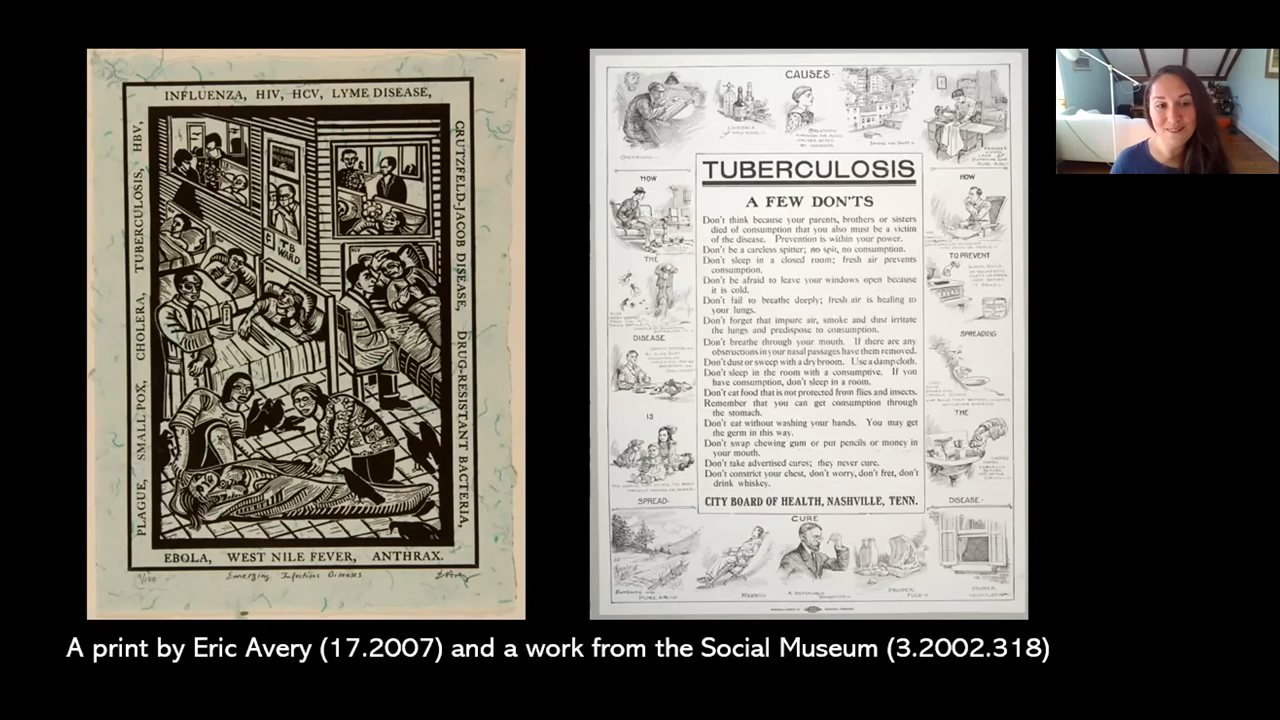 INFLUENZA, HIV, HCV, LYME DISEASE,
CRUTZFELD-JACOB DISEASE, DRUG-RESISTANT BACTERIA,
PLAGUE, SMALL POX, CHOLERA, TUBERCULOSIS, HBV,
TB
WARD
HCV
EBOLA, WEST NILE FEVER, ANTHRAX.
Emerging Infectious Diseases
CAUSES-
TUBERCULOSIS
A FEW DON'TS
Don't think because your parents, brothers or sisters
died of consumption that you also must be a victim
of the disease. Prevention is within your power.
Don't be a careless spitter; no spit, no consumption.
Don't sleep in a closed room; fresh air prevents
consumption.
Don't be afraid to leave your windows open because
it is cold.
Don't fail to breathe deeply; fresh air is healing to
your lungs.
Don't forget that impure air, smoke and dust irritate
the lungs and predispose to consumption.
Don't breathe through your mouth. If there are any
obstructions in your nasal passages have them removed.
Don't dust or sweep with a dry broom. Use a damp cloth.
Don't sleep in the room with a consumptive. If you
have consumption, don't sleep in a room.
Don't eat food that is not protected from flies and insects.
Remember that you can get consumption through
the stomach.
Don't eat without washing your hands. You may get
the germ in this way.
Don't swap chewing gum or put pencils or money in
your mouth.
Don't take advertised cures; they never cure.
Don't constrict your chest, don't worry, don't fret, don't
drink whiskey.
CITY BOARD OF HEALTH, NASHVILLE, TENN.
HOW
THE
DISEASE
IS
SPREAD-
HOW
TO PREVENT
SPREADING
THE
DISEASE-
CURE
A print by Eric Avery (17.2007) and a work from the Social Museum (3.2002.318)